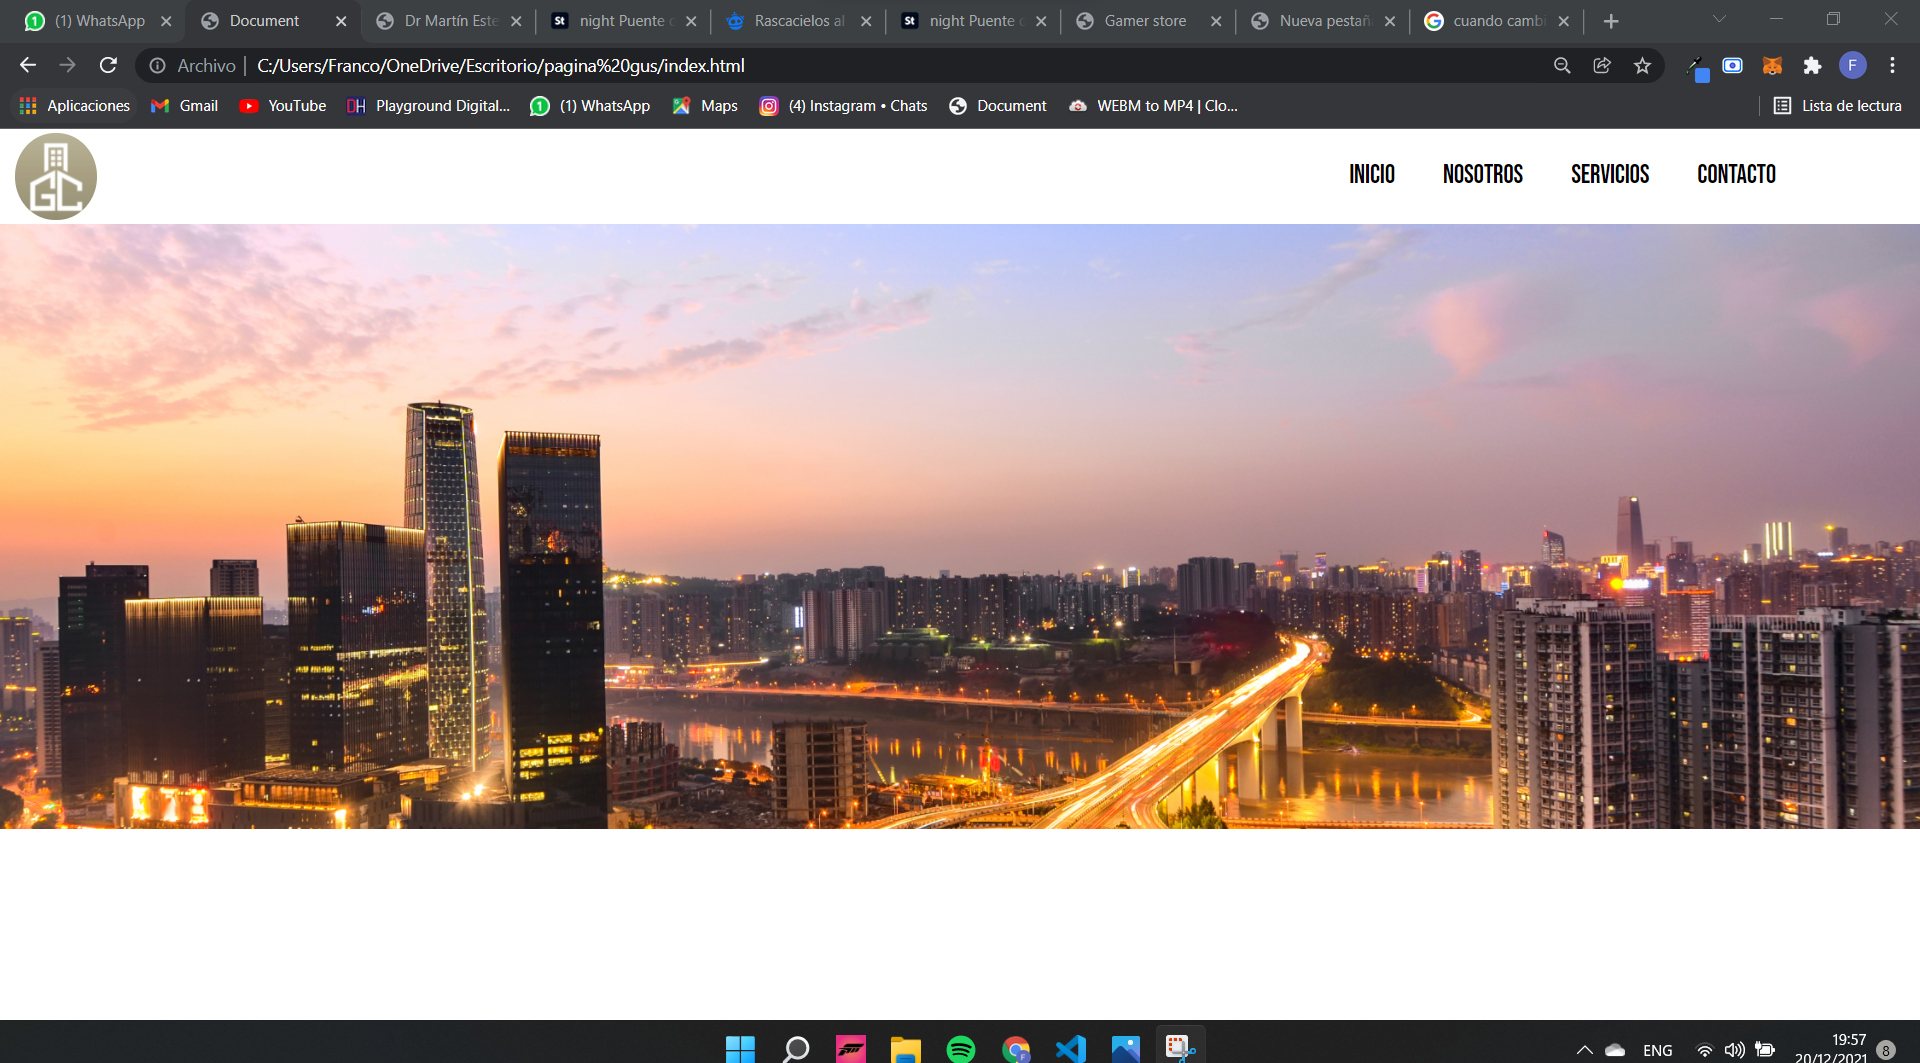 (1) WhatsApp
Document
Dr Martín Este
night Puente
Rascacielos al
night Puente
Gamer store
Nueva pestañ
cuando cambi
Archivo C:/Users/Franco/OneDrive/Escritorio/pagina%20gus/index.html
F
Aplicaciones
Gmail
YouTube
DH Playground Digital...
(1) WhatsApp
Maps
(4) Instagram • Chats
Document
WEBM to MP4 | Clo...
Lista de lectura
GC
INICIO
NOSOTROS
SERVICIOS
CONTACTO
ENG
19:57
20/12/2021
8